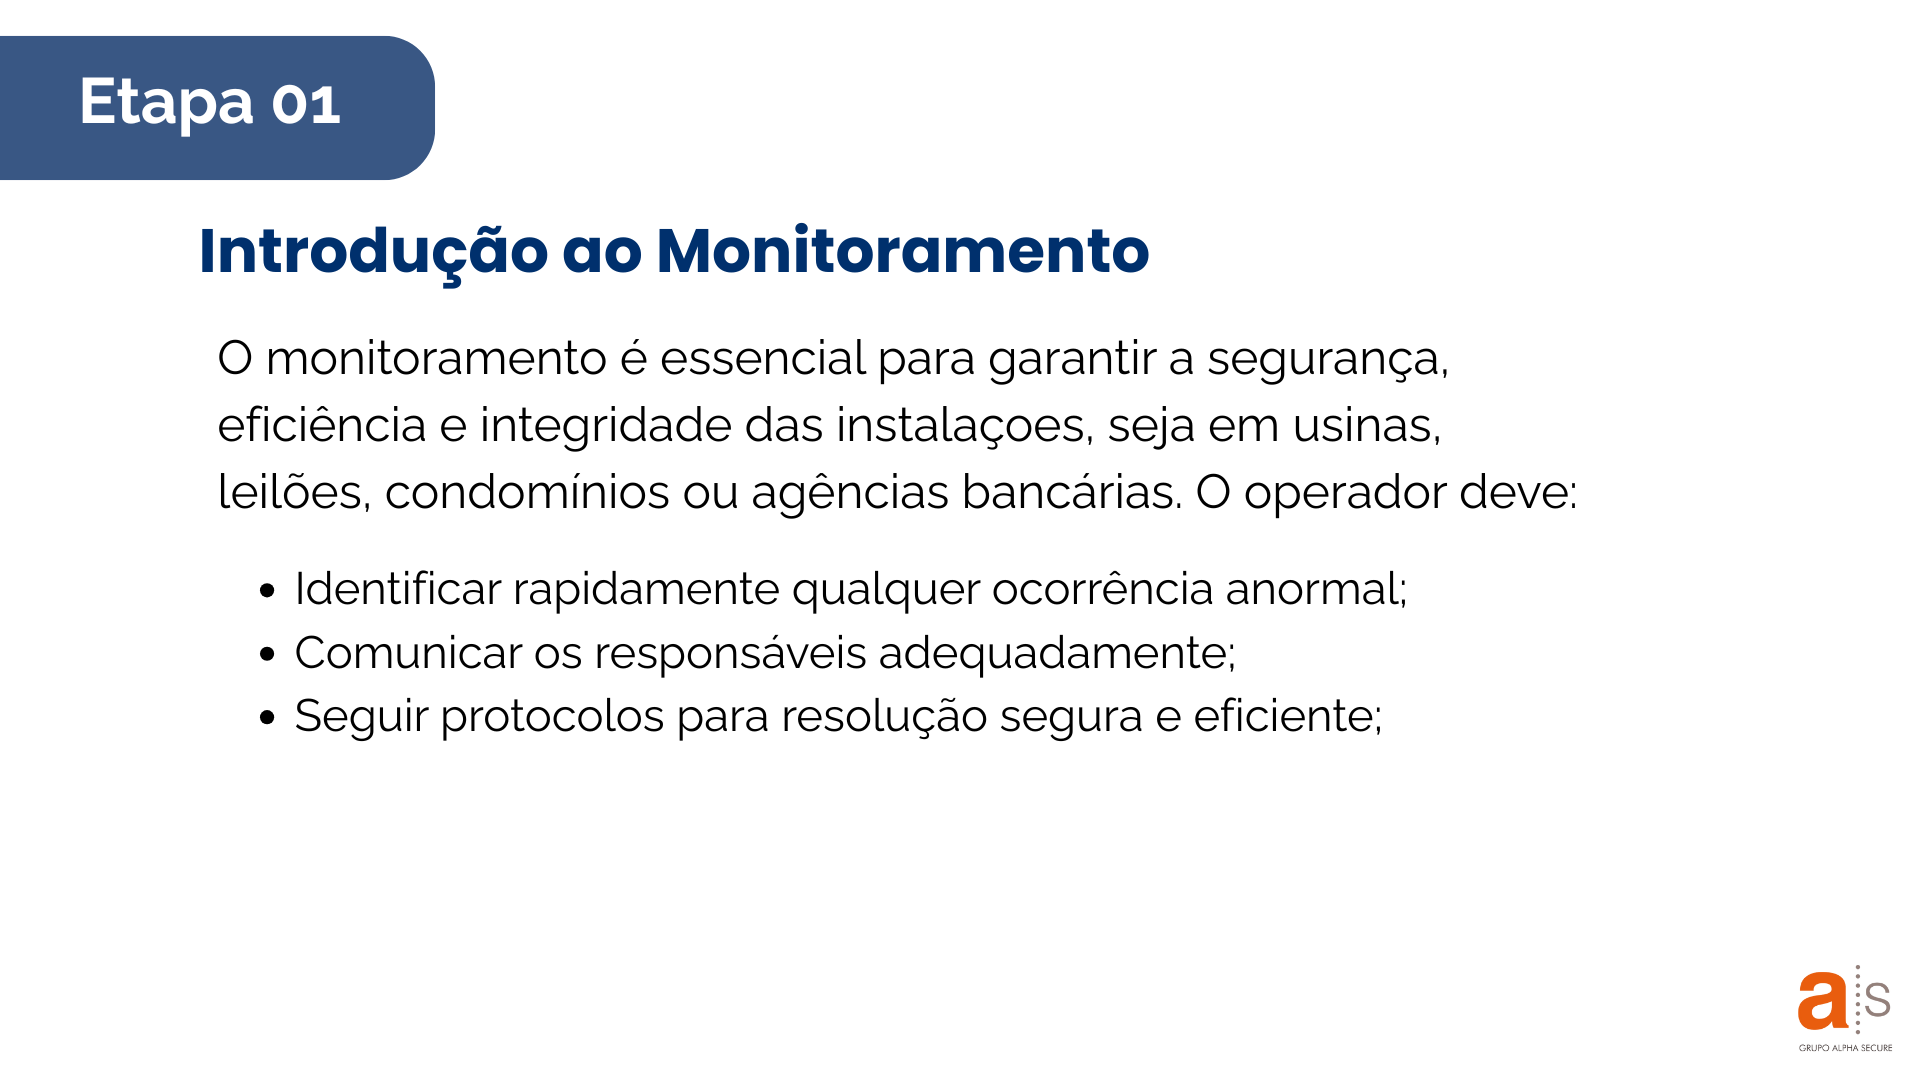 Etapa 01
Introdução ao Monitoramento
O monitoramento é essencial para garantir a segurança,
eficiência e integridade das instalaçoes, seja em usinas,
leilões, condomínios ou agências bancárias. O operador deve:
• Identificar rapidamente qualquer ocorrência anormal;
• Comunicar os responsáveis adequadamente;
• Seguir protocolos para resolução segura e eficiente;
a s
GRUPO ALPHA SECURE